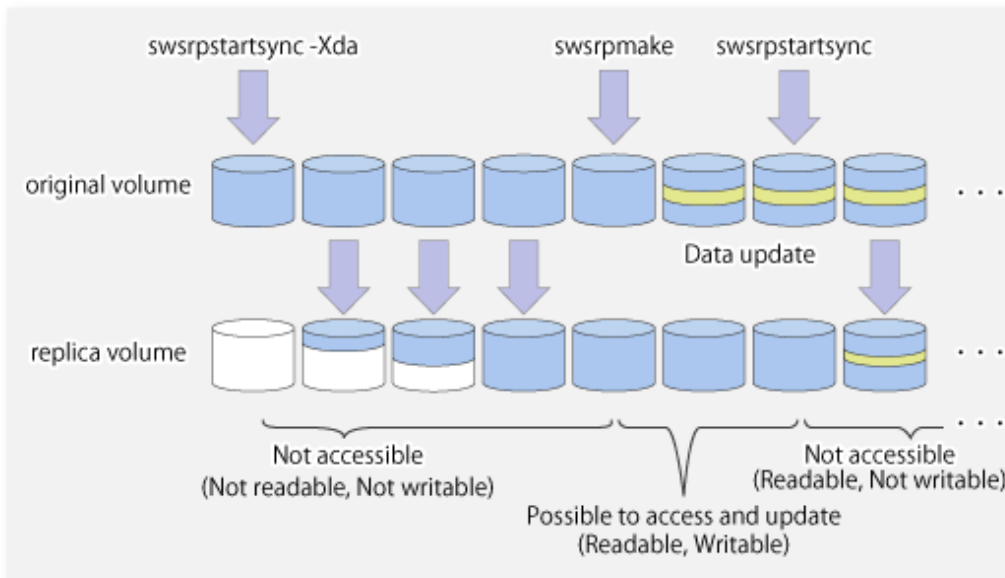 swsrpstartsync -Xda
swsrpmake
swsrpstartsync
original volume
. . .
Data update
replica volume
. . .
. . .
Not accessible
(Not readable, Not writable)
Not accessible
(Readable, Not writable)
Possible to access and update
(Readable, Writable)